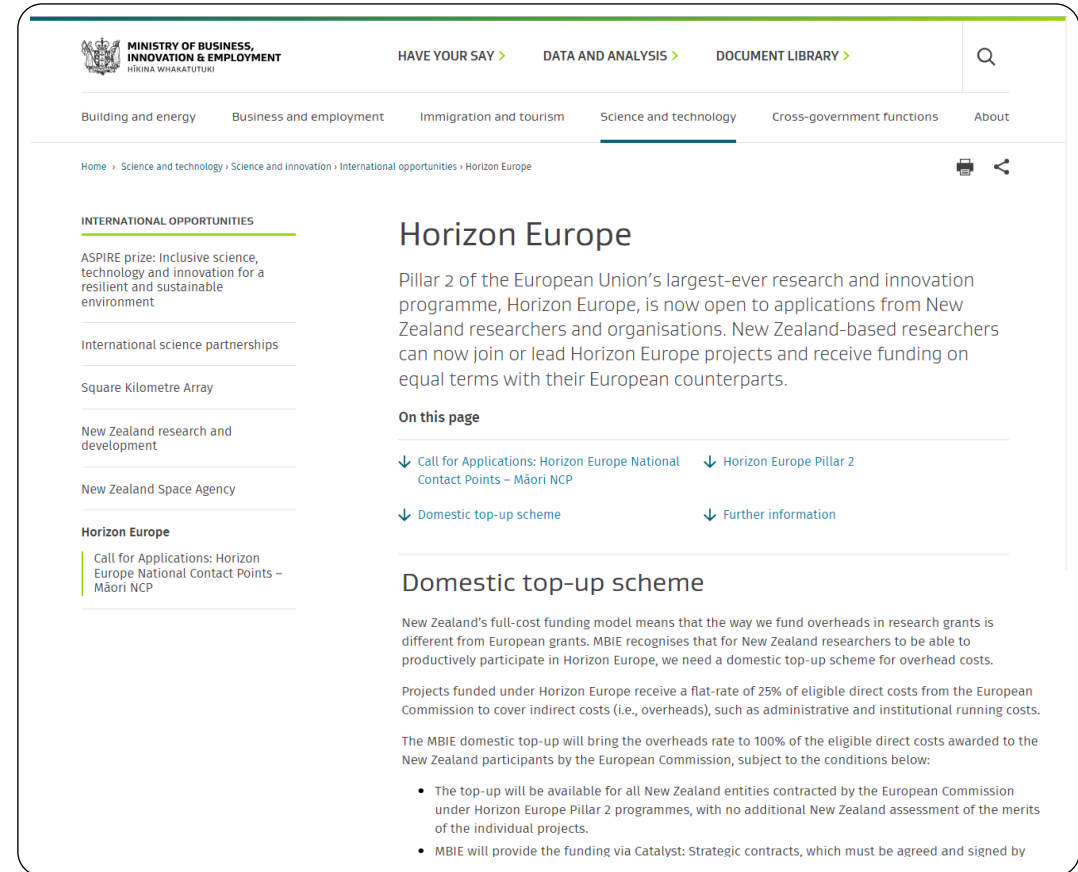 MINISTRY OF BUSINESS,
INNOVATION & EMPLOYMENT
HĪKINA WHAKATUTUKI
HAVE YOUR SAY >
DATA AND ANALYSIS >
DOCUMENT LIBRARY >
Building and energy
Business and employment
Immigration and tourism
Science and technology
Cross-government functions
About
Home › Science and technology › Science and innovation › International opportunities › Horizon Europe
INTERNATIONAL OPPORTUNITIES
ASPIRE prize: Inclusive science,
technology and innovation for a
resilient and sustainable
environment
International science partnerships
Square Kilometre Array
New Zealand research and
development
New Zealand Space Agency
Horizon Europe
Call for Applications: Horizon
Europe National Contact Points –
Māori NCP
Horizon Europe
Pillar 2 of the European Union's largest-ever research and innovation
programme, Horizon Europe, is now open to applications from New
Zealand researchers and organisations. New Zealand-based researchers
can now join or lead Horizon Europe projects and receive funding on
equal terms with their European counterparts.
On this page
Call for Applications: Horizon Europe National
Contact Points – Māori NCP
Horizon Europe Pillar 2
Domestic top-up scheme
Further information
Domestic top-up scheme
New Zealand's full-cost funding model means that the way we fund overheads in research grants is
different from European grants. MBIE recognises that for New Zealand researchers to be able to
productively participate in Horizon Europe, we need a domestic top-up scheme for overhead costs.
Projects funded under Horizon Europe receive a flat-rate of 25% of eligible direct costs from the European
Commission to cover indirect costs (i.e., overheads), such as administrative and institutional running costs.
The MBIE domestic top-up will bring the overheads rate to 100% of the eligible direct costs awarded to the
New Zealand participants by the European Commission, subject to the conditions below:
• The top-up will be available for all New Zealand entities contracted by the European Commission
under Horizon Europe Pillar 2 programmes, with no additional New Zealand assessment of the merits
of the individual projects.
• MBIE will provide the funding via Catalyst: Strategic contracts, which must be agreed and signed by